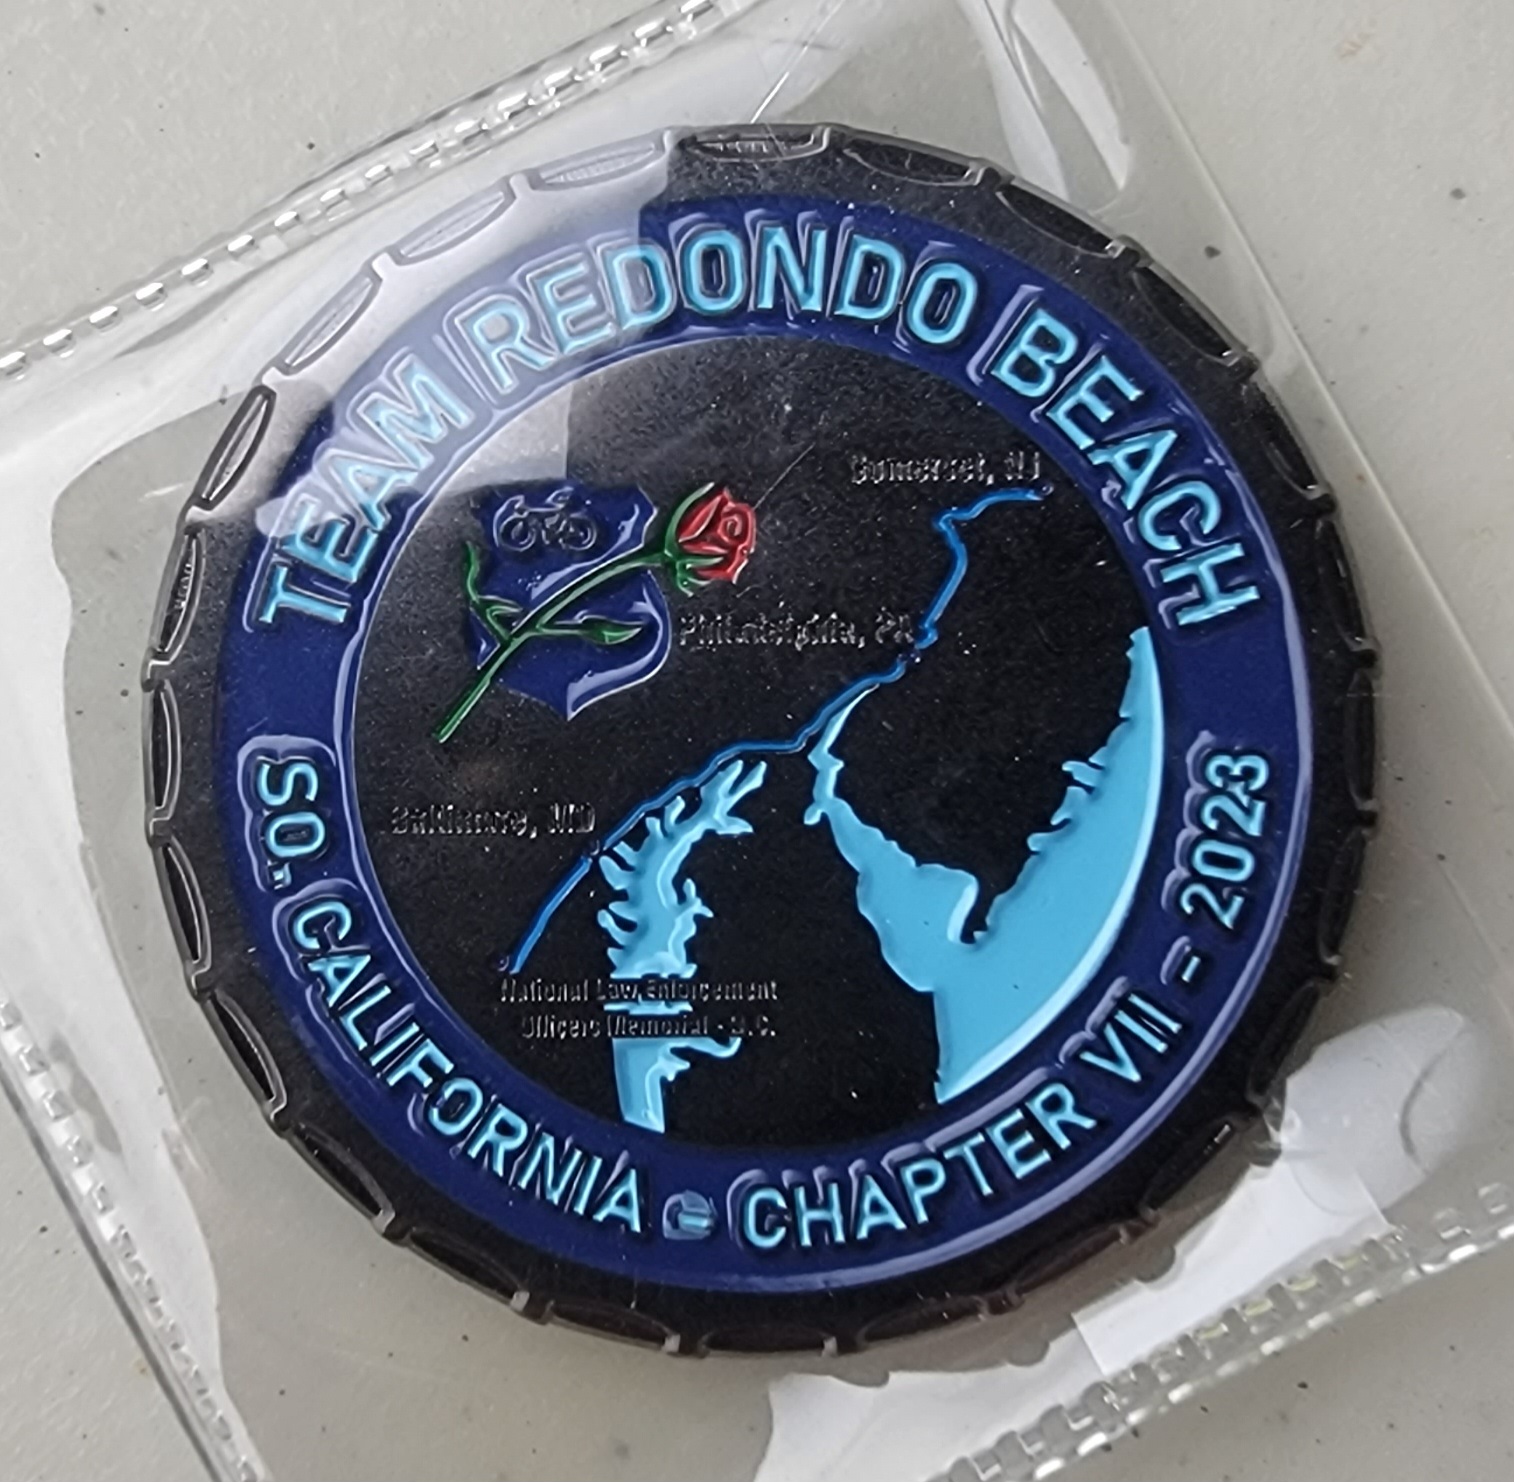 TEAM REDONDO BEACH
Somerset, NJ
Philadelphia, PA
Baltimore, MD
National Law Enforcement
Officers Memorial - D.C.
SO. CALIFORNIA CHAPTER VII - 2023